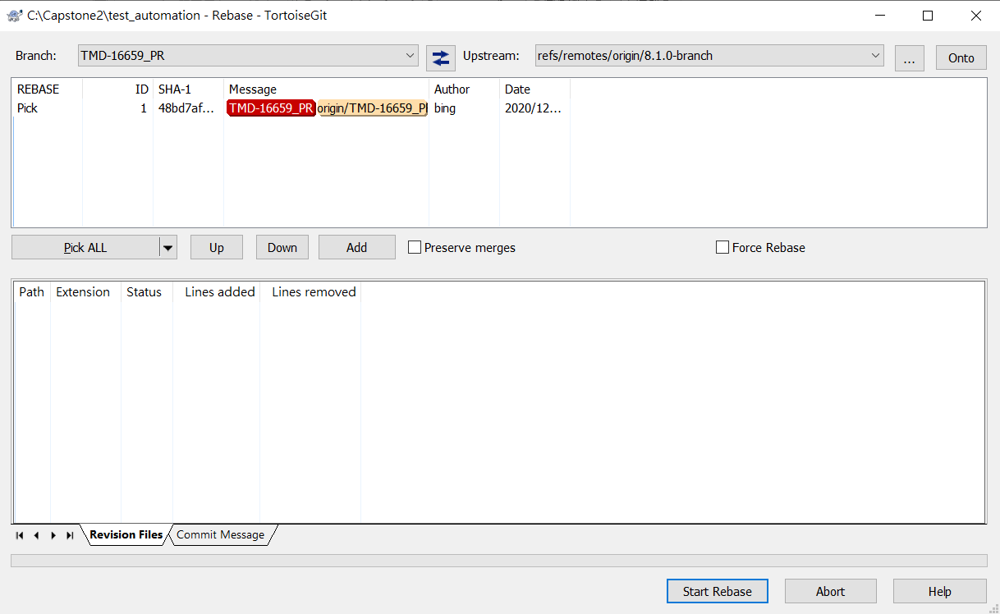 C:\Capstone2\test_automation - Rebase - TortoiseGit
Branch: TMD-16659_PR Upstream: refs/remotes/origin/8.1.0-branch ... Onto
REBASE ID SHA-1 Message Author Date
Pick 1 48bd7af... TMD-16659_PR origin/TMD-16659_P bing 2020/12...
Pick ALL Up Down Add Preserve merges Force Rebase
Path Extension Status Lines added Lines removed
Revision Files Commit Message
Start Rebase Abort Help